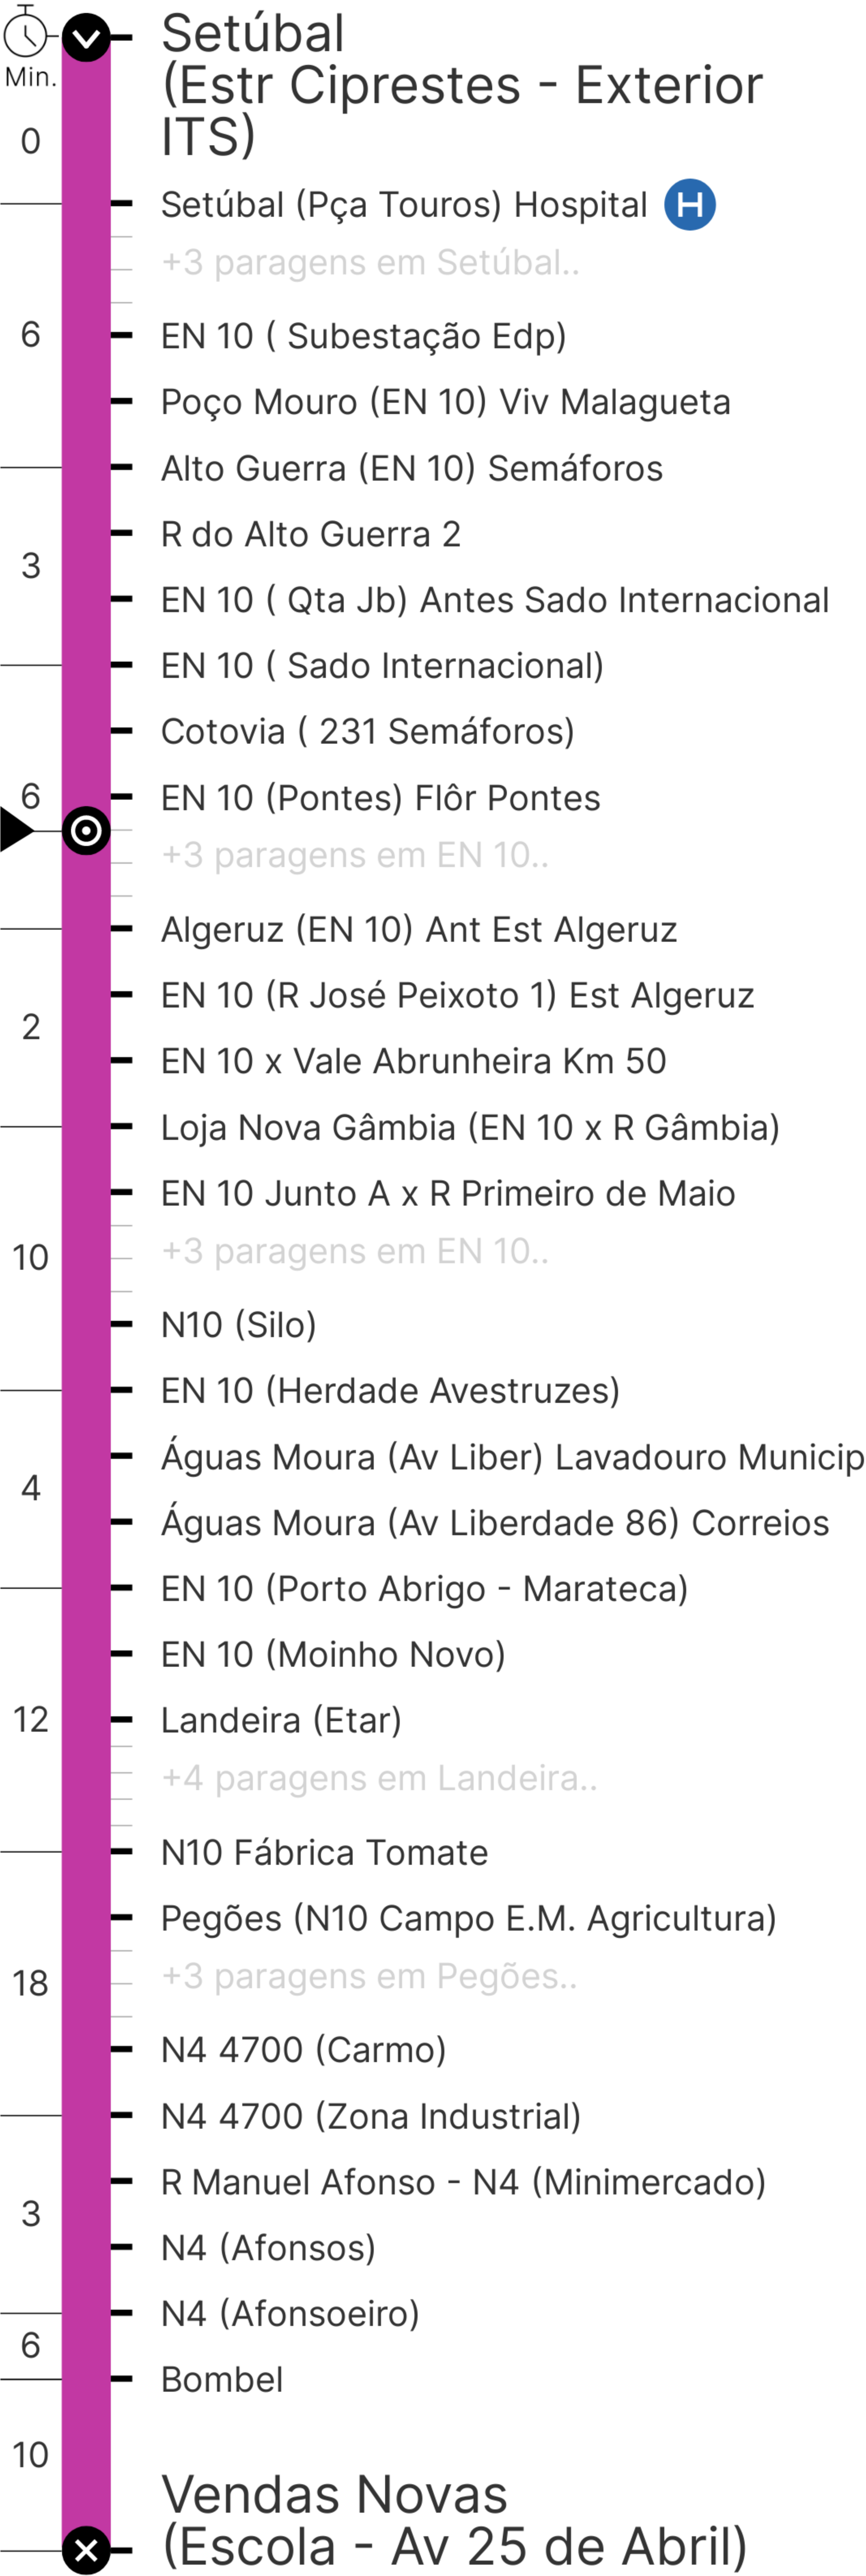 Setúbal
Min.
(Estr Ciprestes - Exterior
ITS)
0
Setúbal (Pça Touros) Hospital H
+3 paragens em Setúbal..
6
EN 10 ( Subestação Edp)
Poço Mouro (EN 10) Viv Malagueta
Alto Guerra (EN 10) Semáforos
R do Alto Guerra 2
3
EN 10 ( Qta Jb) Antes Sado Internacional
EN 10 ( Sado Internacional)
Cotovia ( 231 Semáforos)
6
EN 10 (Pontes) Flôr Pontes
+3 paragens em EN 10..
Algeruz (EN 10) Ant Est Algeruz
EN 10 (R José Peixoto 1) Est Algeruz
2
EN 10 x Vale Abrunheira Km 50
Loja Nova Gâmbia (EN 10 x R Gâmbia)
EN 10 Junto A x R Primeiro de Maio
10
+3 paragens em EN 10..
N10 (Silo)
EN 10 (Herdade Avestruzes)
Águas Moura (Av Liber) Lavadouro Municip
4
Águas Moura (Av Liberdade 86) Correios
EN 10 (Porto Abrigo - Marateca)
EN 10 (Moinho Novo)
12
Landeira (Etar)
+4 paragens em Landeira..
N10 Fábrica Tomate
Pegões (N10 Campo E.M. Agricultura)
18
+3 paragens em Pegões..
N4 4700 (Carmo)
N4 4700 (Zona Industrial)
R Manuel Afonso - N4 (Minimercado)
3
N4 (Afonsos)
N4 (Afonsoeiro)
6
Bombel
10
Vendas Novas
(Escola - Av 25 de Abril)